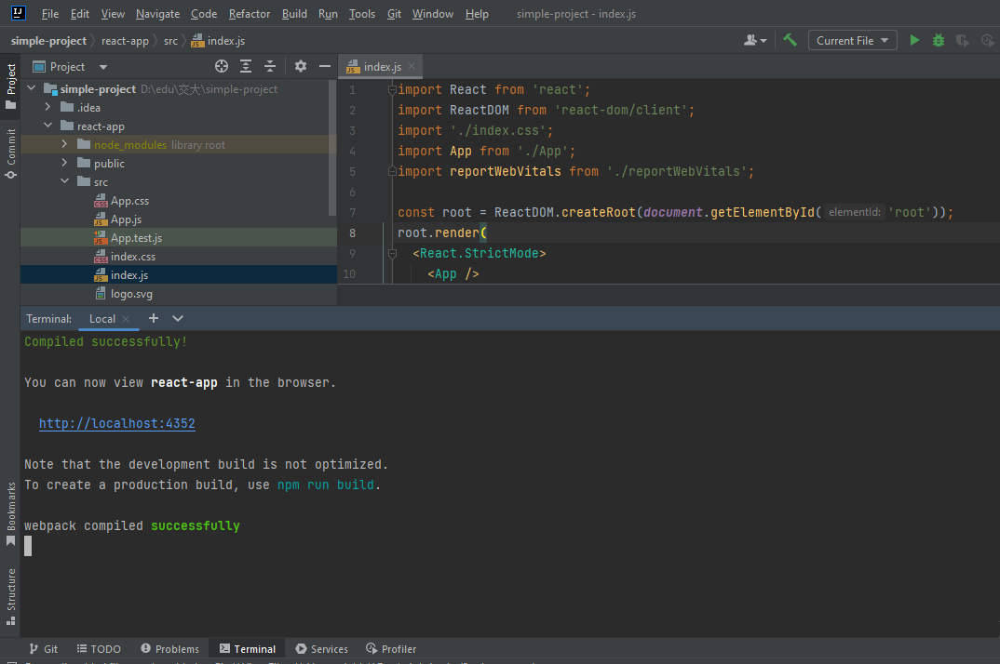 File Edit View Navigate Code Refactor Build Run Tools Git Window Help simple-project - index.js
simple-project react-app src index.js Current File
Project
index.js
simple-project D:\edu\交大\simple-project
.idea
react-app
node_modules library root
public
src
App.css
App.js
App.test.js
index.css
index.js
logo.svg
1 import React from 'react';
2 import ReactDOM from 'react-dom/client';
3 import './index.css';
4 import App from './App';
5 import reportWebVitals from './reportWebVitals';
6
7 const root = ReactDOM.createRoot(document.getElementById( elementId: 'root'));
8 root.render(
9 <React.StrictMode>
10 <App />
Project
Commit
Bookmarks
Structure
Terminal: Local
Compiled successfully!
You can now view react-app in the browser.
http://localhost:4352
Note that the development build is not optimized.
To create a production build, use npm run build.
webpack compiled successfully
Git TODO Problems Terminal Services Profiler